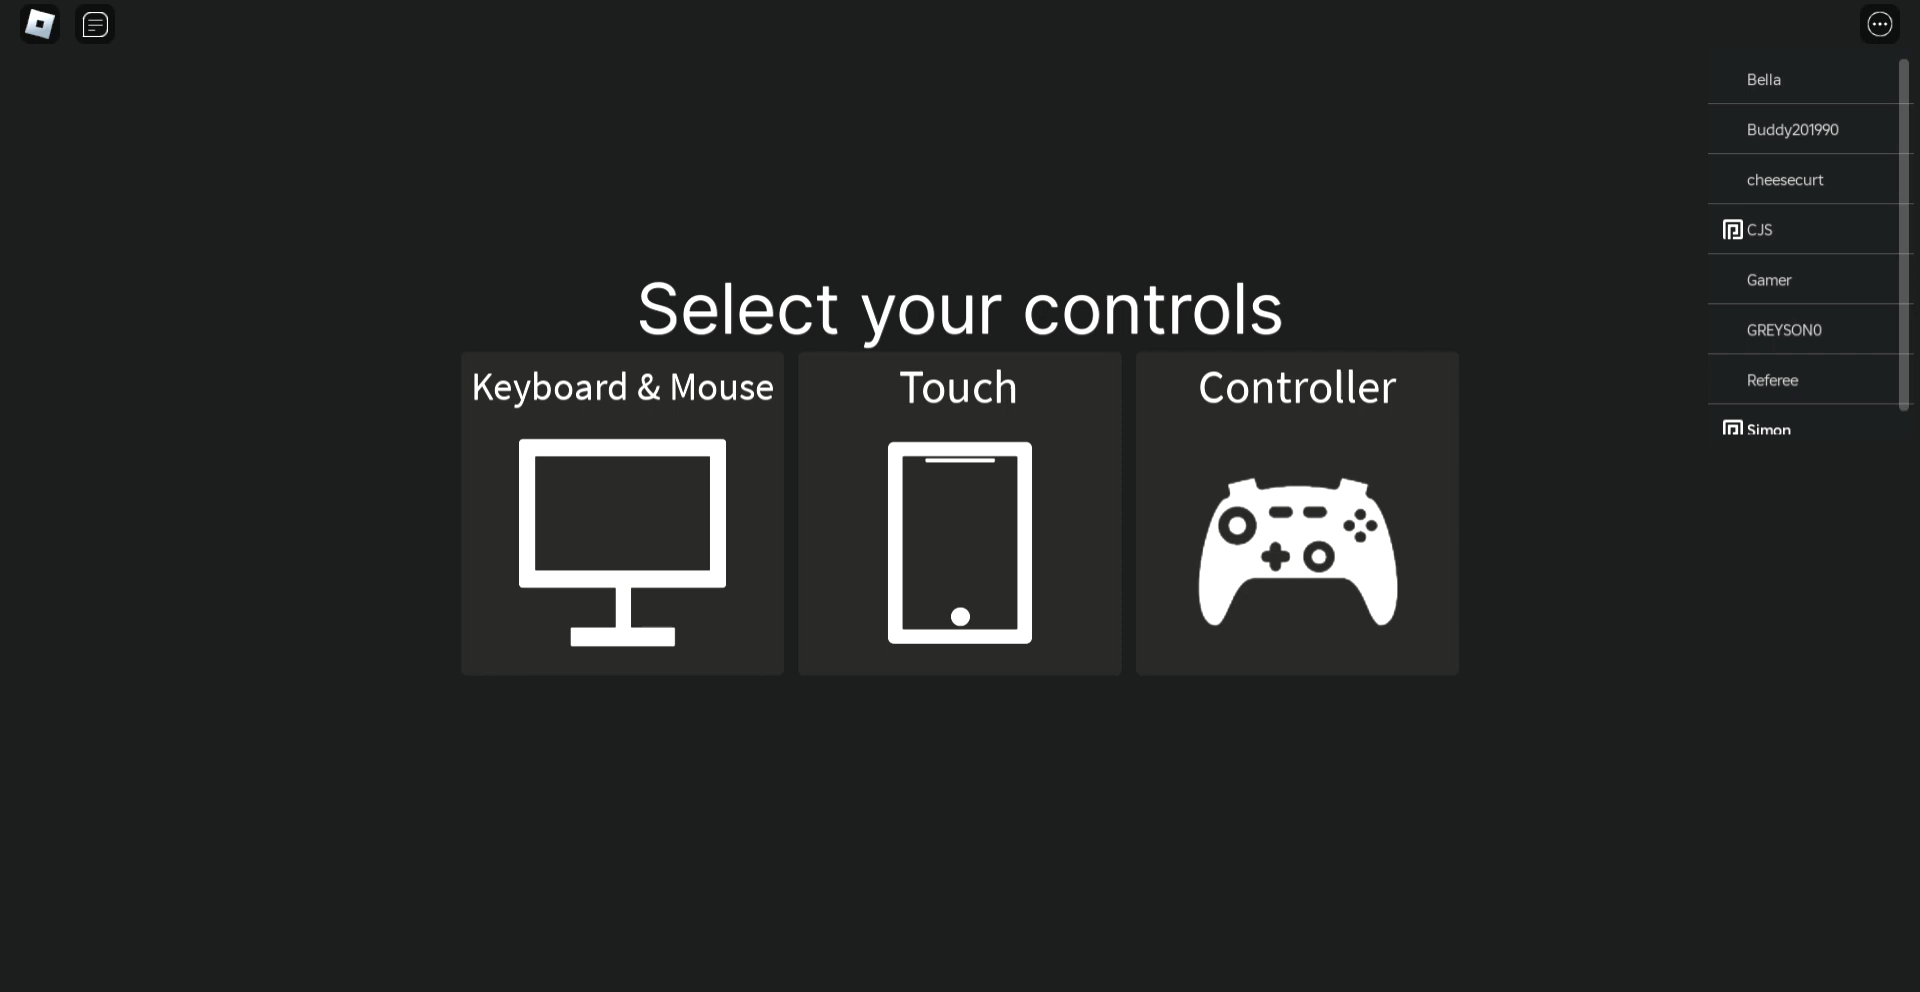 Bella
Buddy201990
cheesecurt
CJS
Gamer
GREYSON0
Referee
Simon
Select your controls
Keyboard & Mouse
Touch
Controller